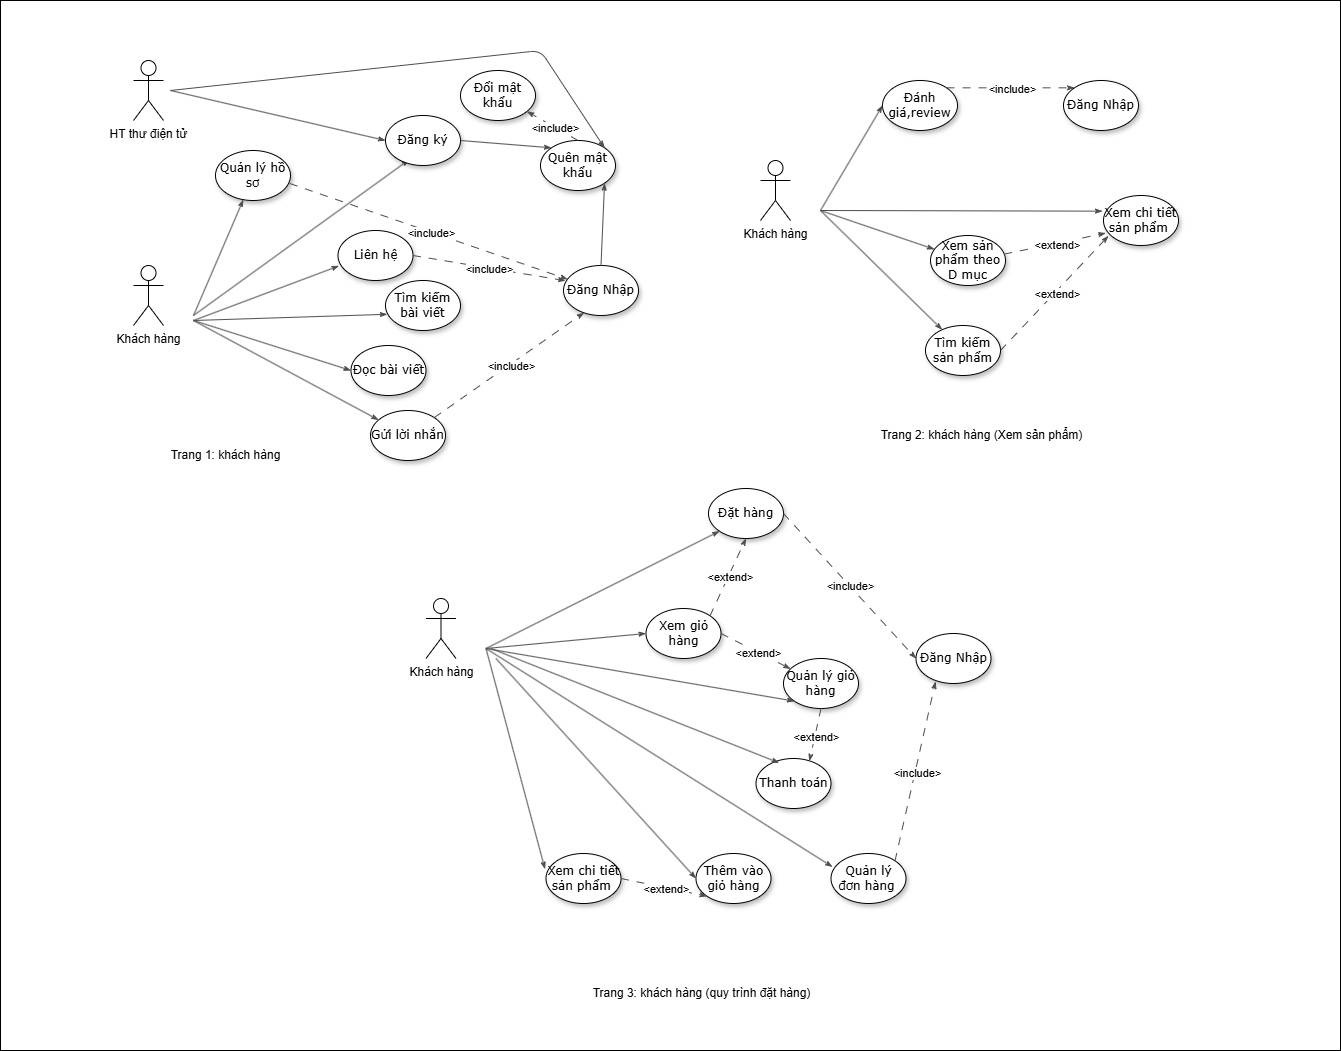 HT thư điện tử
Đổi mật
khẩu
<include>
Đăng ký
Quên mật
khẩu
Quản lý hồ
sơ
<include>
Liên hệ
<include>
Đăng Nhập
Tìm kiếm
bài viết
Khách hàng
Đọc bài viết
<include>
Gửi lời nhắn
Trang 1: khách hàng
Đánh
giá,review
<include>
Đăng Nhập
Khách hàng
Xem chi tiết
sản phẩm
Xem sản
phẩm theo
D mục
<extend>
<extend>
Tìm kiếm
sản phẩm
Trang 2: khách hàng (Xem sản phẩm)
Đặt hàng
<extend>
<include>
Xem giỏ
hàng
<extend>
Đăng Nhập
Khách hàng
Quản lý giỏ
hàng
<extend>
Thanh toán
<include>
Xem chi tiết
sản phẩm
<extend>
Thêm vào
giỏ hàng
Quản lý
đơn hàng
Trang 3: khách hàng (quy trình đặt hàng)